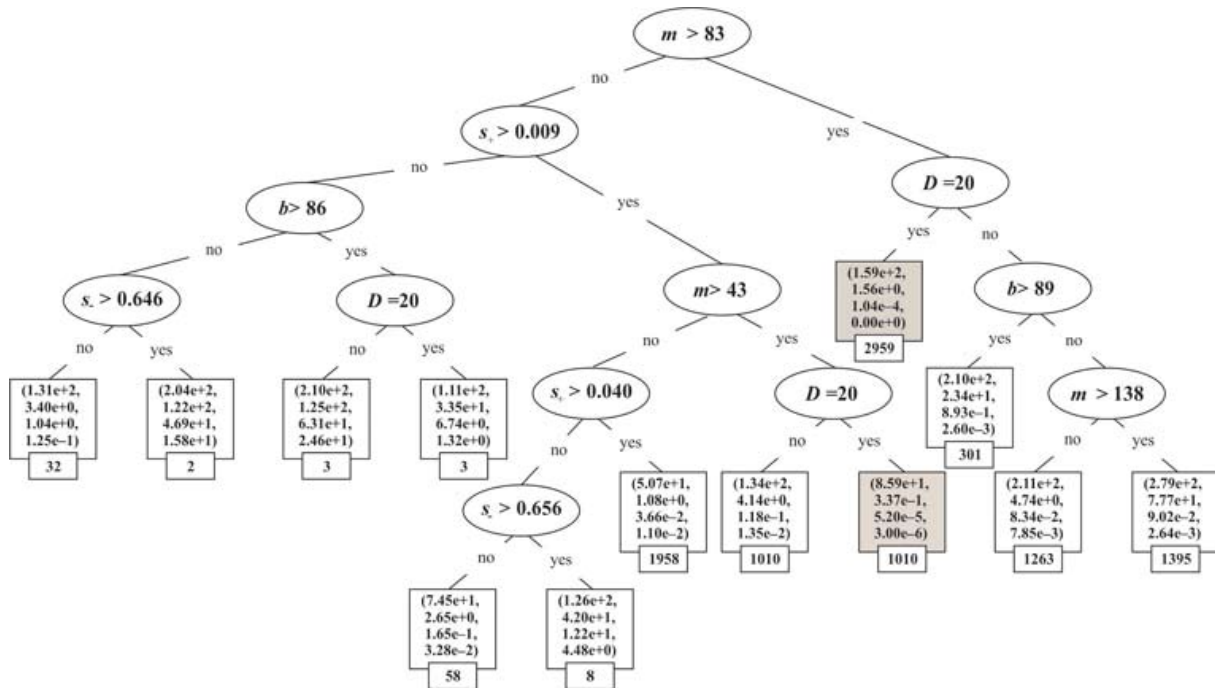 m > 83
no
yes
s+ > 0.009
no
yes
D =20
yes
no
b> 86
no
yes
s- > 0.646
no
yes
D =20
no
yes
m> 43
no
yes
(1.59e+2,
1.56e+0,
1.04e–4,
0.00e+0)
2959
b> 89
yes
no
(1.31e+2,
3.40e+0,
1.04e+0,
1.25e–1)
32
(2.04e+2,
1.22e+2,
4.69e+1,
1.58e+1)
2
(2.10e+2,
1.25e+2,
6.31e+1,
2.46e+1)
3
(1.11e+2,
3.35e+1,
6.74e+0,
1.32e+0)
3
s+ > 0.040
no
yes
D =20
no
yes
(2.10e+2,
2.34e+1,
8.93e–1,
2.60e–3)
301
m > 138
no
yes
s- > 0.656
no
yes
(5.07e+1,
1.08e+0,
3.66e–2,
1.10e–2)
1958
(1.34e+2,
4.14e+0,
1.18e–1,
1.35e–2)
1010
(8.59e+1,
3.37e–1,
5.20e–5,
3.00e–6)
1010
(2.11e+2,
4.74e+0,
8.34e–2,
7.85e–3)
1263
(2.79e+2,
7.77e+1,
9.02e–2,
2.64e–3)
1395
(7.45e+1,
2.65e+0,
1.65e–1,
3.28e–2)
58
(1.26e+2,
4.20e+1,
1.22e+1,
4.48e+0)
8